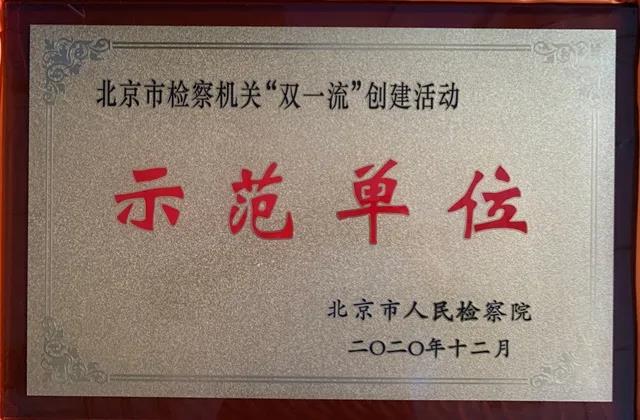 北京市检察机关“双一流”创建活动
示范单位
北京市人民检察院
二〇二〇年十二月